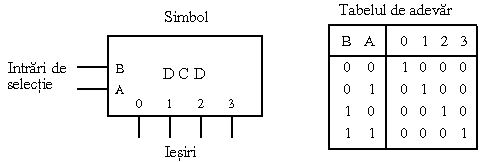 Simbol
Intrări de
selecție
B
A
D C D
0 1 2 3
Ieșiri
Tabelul de adevăr
B A 0 1 2 3
0 0 1 0 0 0
0 1 0 1 0 0
1 0 0 0 1 0
1 1 0 0 0 1